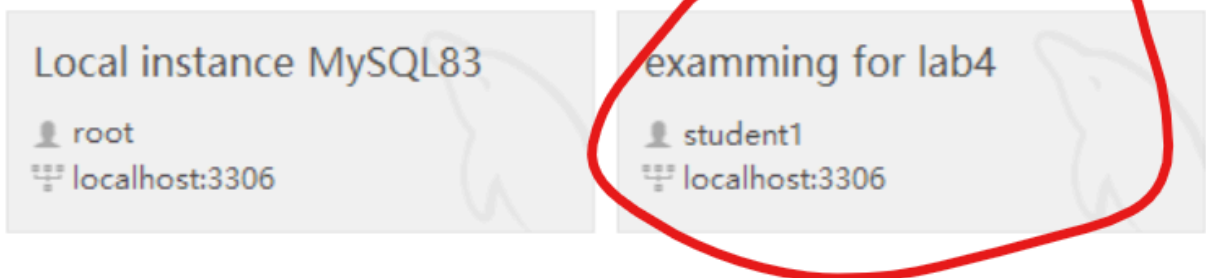 Local instance MySQL83
root
localhost:3306
examming for lab4
student1
localhost:3306